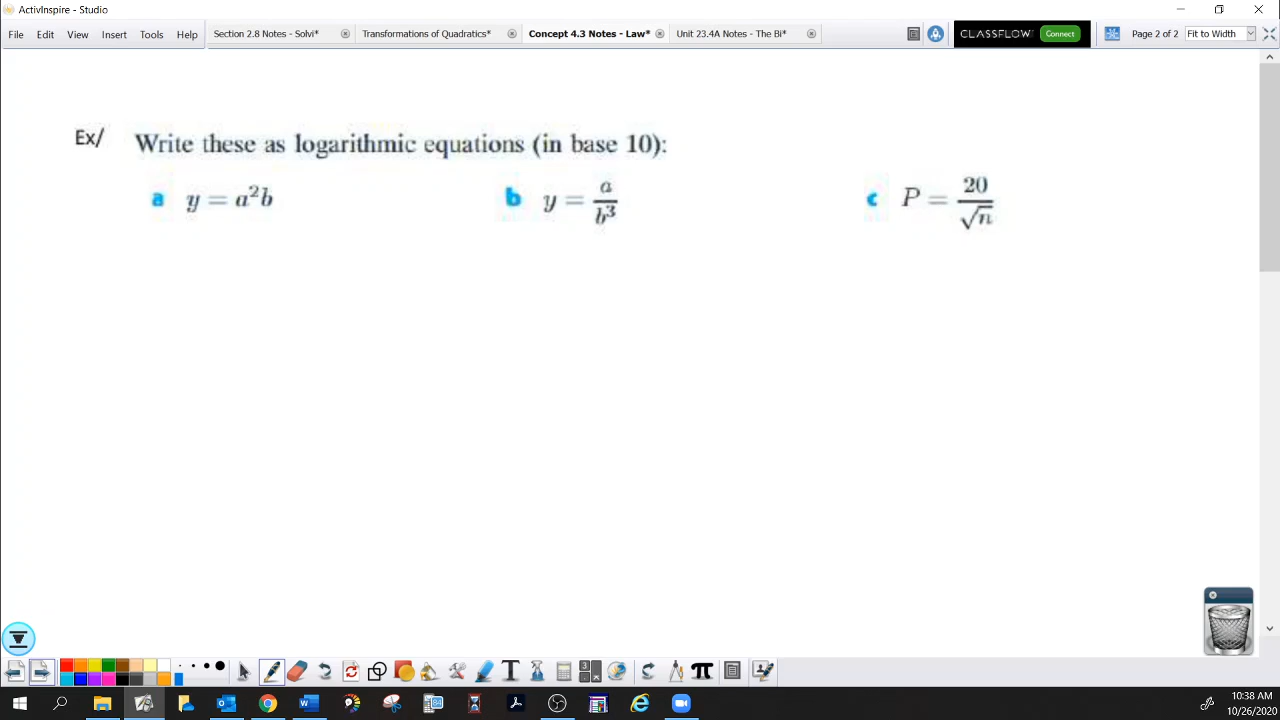 ActivInspire - Studio
File Edit View Insert Tools Help Section 2.8 Notes - Solvi* Transformations of Quadratics* Concept 4.3 Notes - Law* Unit 23.4A Notes - The Bi* CLASSFLOW Connect Page 2 of 2 Fit to Width
Ex/ Write these as logarithmic equations (in base 10):
a y = a²b b y = a/b³ c P = 20/√n
10:38 AM
10/26/2020